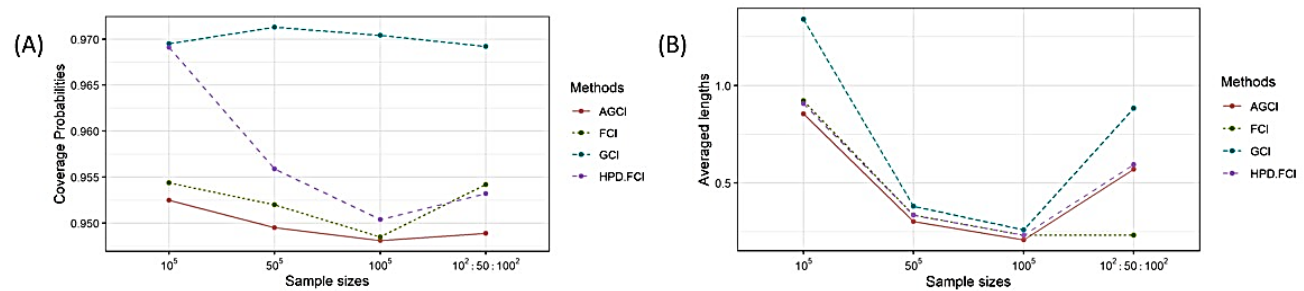 (A)
Coverage Probabilities
0.970
0.965
0.960
0.955
0.950
10⁵
50⁵
100⁵
10²:50:100²
Sample sizes
Methods
AGCI
FCI
GCI
HPD.FCI
(B)
Averaged lengths
1.0
0.5
10⁵
50⁵
100⁵
10²:50:100²
Sample sizes
Methods
AGCI
FCI
GCI
HPD.FCI